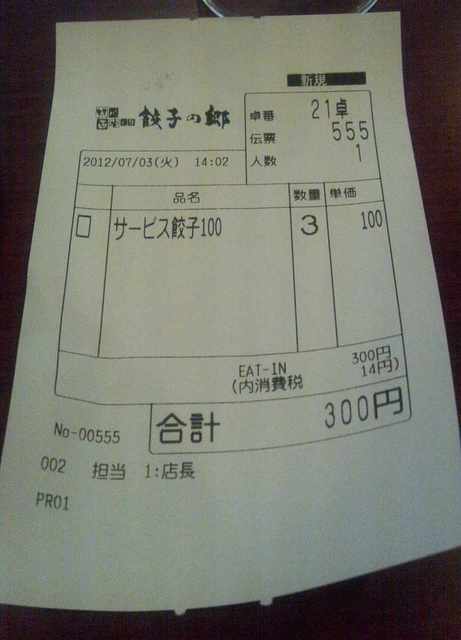 新規
餃子の郷
卓番 21卓
伝票 555
人数 1
2012/07/03(火) 14:02
品名 数量 単価
サービス餃子100 3 100
EAT-IN 300円
(内消費税 14円)
合計 300円
No-00555
002 担当 1:店長
PR01